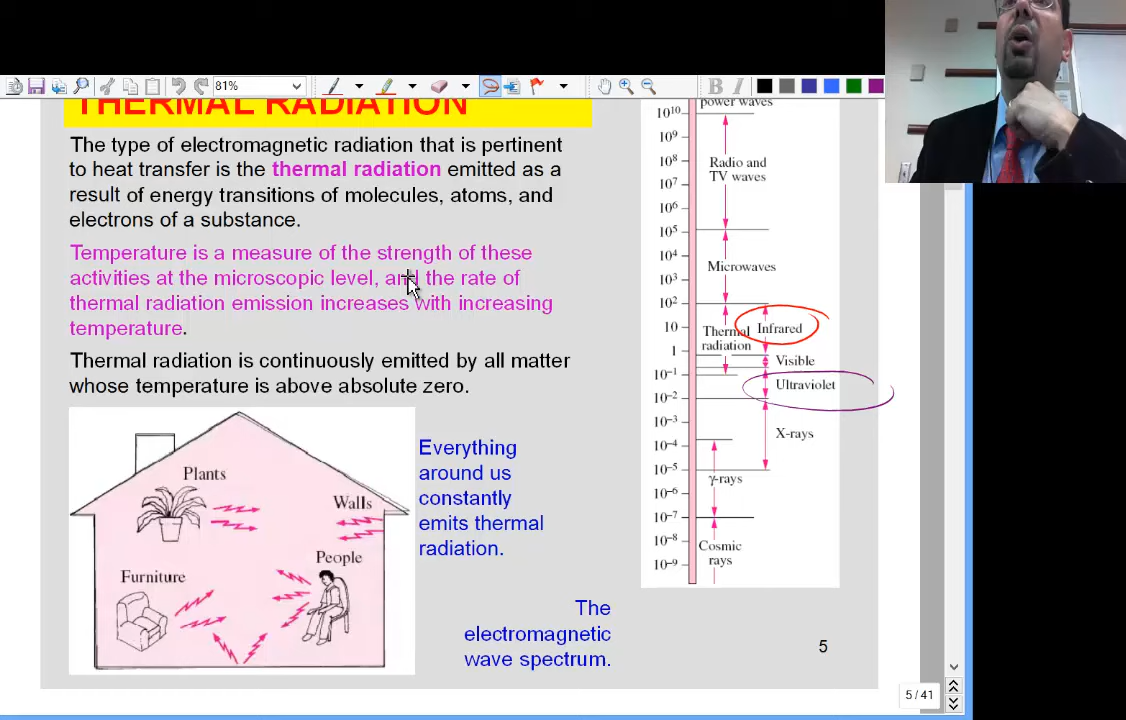 81%
B I
THERMAL RADIATION
The type of electromagnetic radiation that is pertinent
to heat transfer is the thermal radiation emitted as a
result of energy transitions of molecules, atoms, and
electrons of a substance.
Temperature is a measure of the strength of these
activities at the microscopic level, and the rate of
thermal radiation emission increases with increasing
temperature.
Thermal radiation is continuously emitted by all matter
whose temperature is above absolute zero.
Plants
Walls
People
Furniture
Everything
around us
constantly
emits thermal
radiation.
power waves
10¹⁰
10⁹
10⁸
Radio and
TV waves
10⁷
10⁶
10⁵
10⁴
Microwaves
10³
10²
10
Thermal
radiation
Infrared
1
Visible
10⁻¹
Ultraviolet
10⁻²
10⁻³
X-rays
10⁻⁴
10⁻⁵
γ-rays
10⁻⁶
10⁻⁷
10⁻⁸
Cosmic
rays
10⁻⁹
The
electromagnetic
wave spectrum.
5
5 / 41